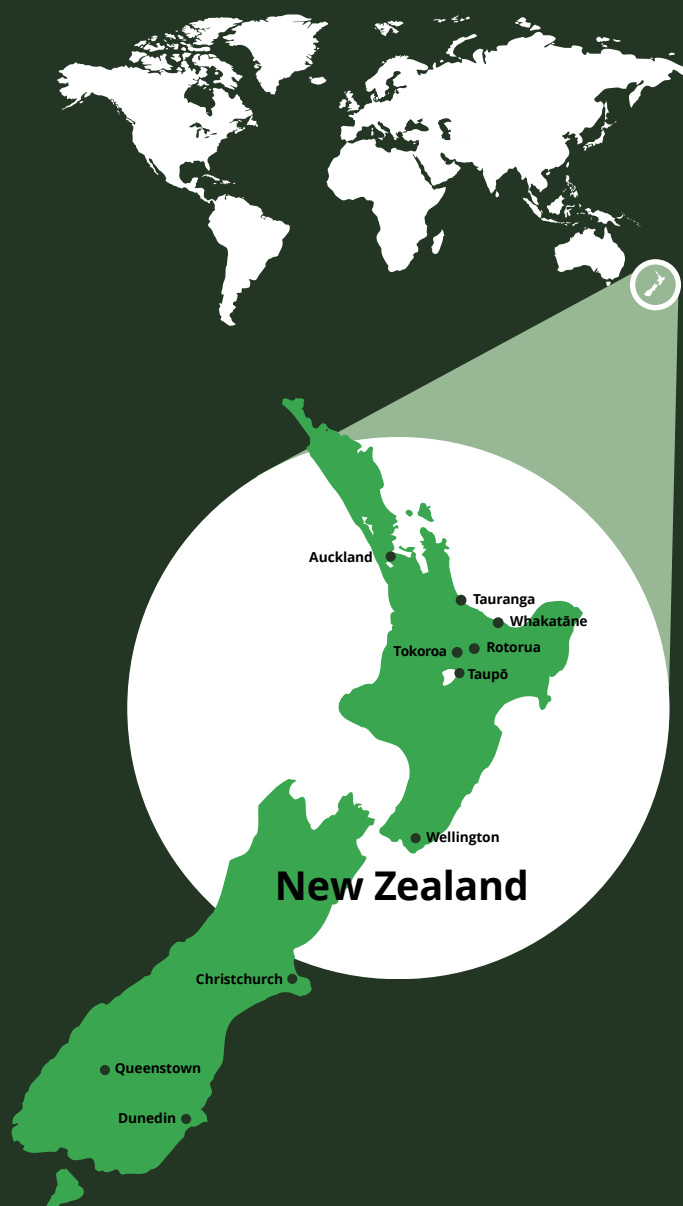 Auckland
Tauranga
Whakatāne
Tokoroa
Rotorua
Taupō
Wellington
New Zealand
Christchurch
Queenstown
Dunedin